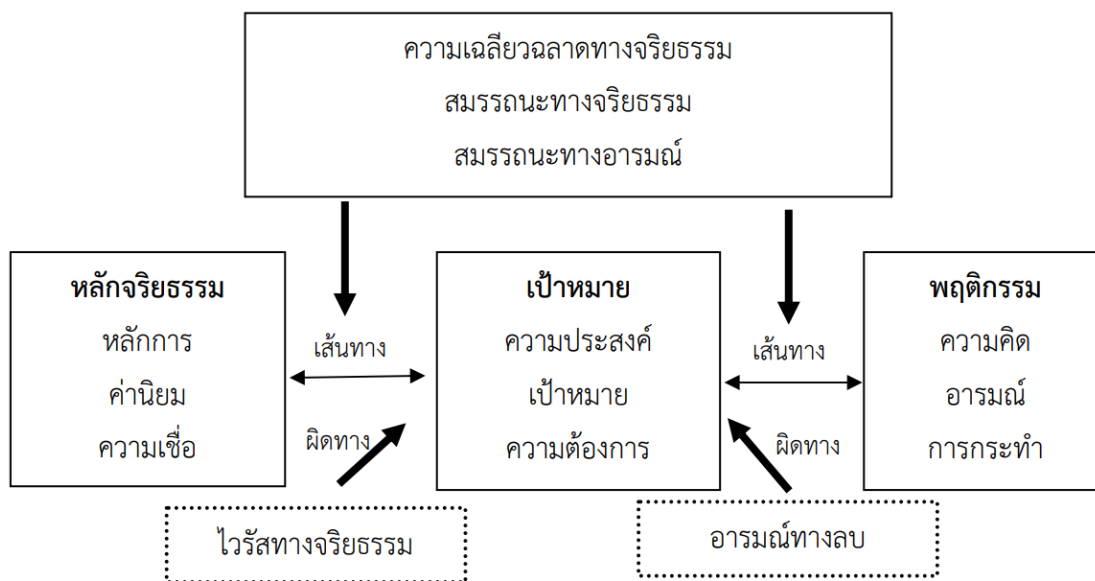 ความเฉลียวฉลาดทางจริยธรรม
สมรรถนะทางจริยธรรม
สมรรถนะทางอารมณ์
หลักจริยธรรม
หลักการ
ค่านิยม
ความเชื่อ
เส้นทาง
ผิดทาง
เป้าหมาย
ความประสงค์
เป้าหมาย
ความต้องการ
เส้นทาง
ผิดทาง
พฤติกรรม
ความคิด
อารมณ์
การกระทำ
ไวรัสทางจริยธรรม
อารมณ์ทางลบ